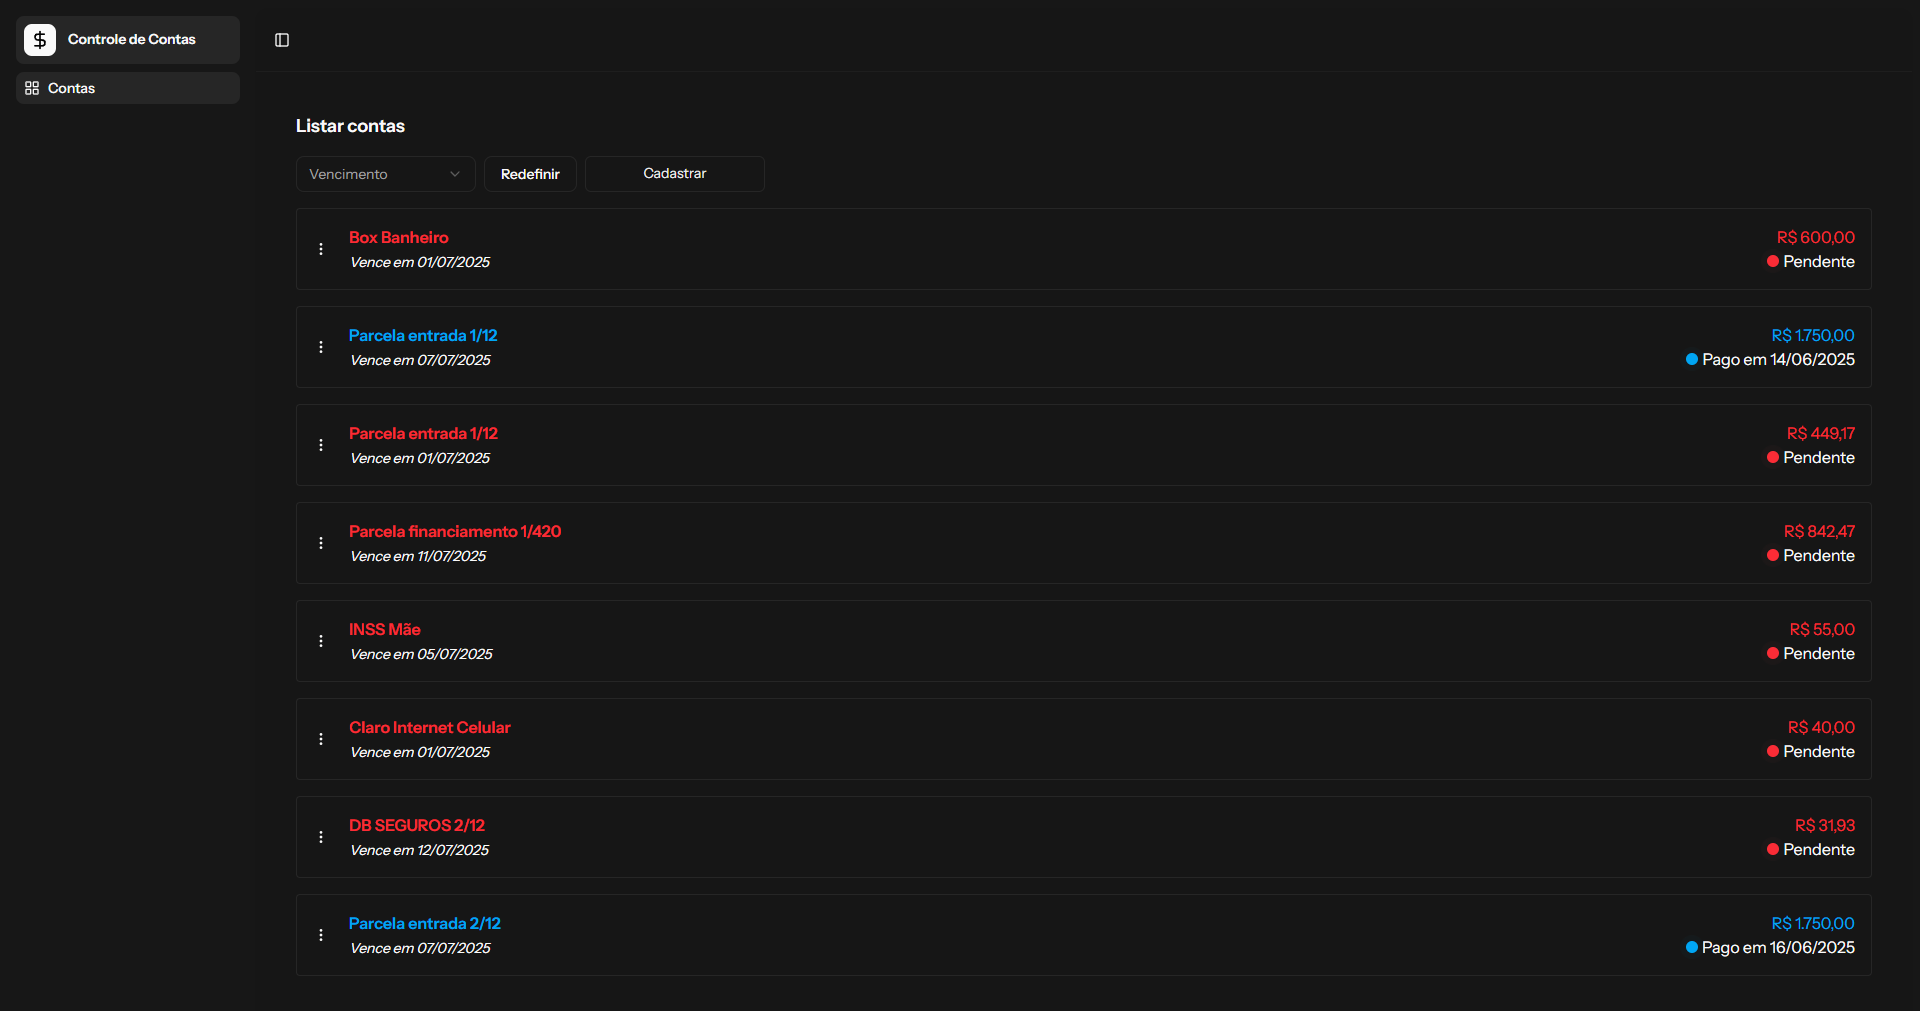 Controle de Contas
Contas
Listar contas
Vencimento
Redefinir
Cadastrar
Box Banheiro
R$ 600,00
Vence em 01/07/2025
Pendente
Parcela entrada 1/12
R$ 1.750,00
Vence em 07/07/2025
Pago em 14/06/2025
Parcela entrada 1/12
R$ 449,17
Vence em 01/07/2025
Pendente
Parcela financiamento 1/420
R$ 842,47
Vence em 11/07/2025
Pendente
INSS Mãe
R$ 55,00
Vence em 05/07/2025
Pendente
Claro Internet Celular
R$ 40,00
Vence em 01/07/2025
Pendente
DB SEGUROS 2/12
R$ 31,93
Vence em 12/07/2025
Pendente
Parcela entrada 2/12
R$ 1.750,00
Vence em 07/07/2025
Pago em 16/06/2025